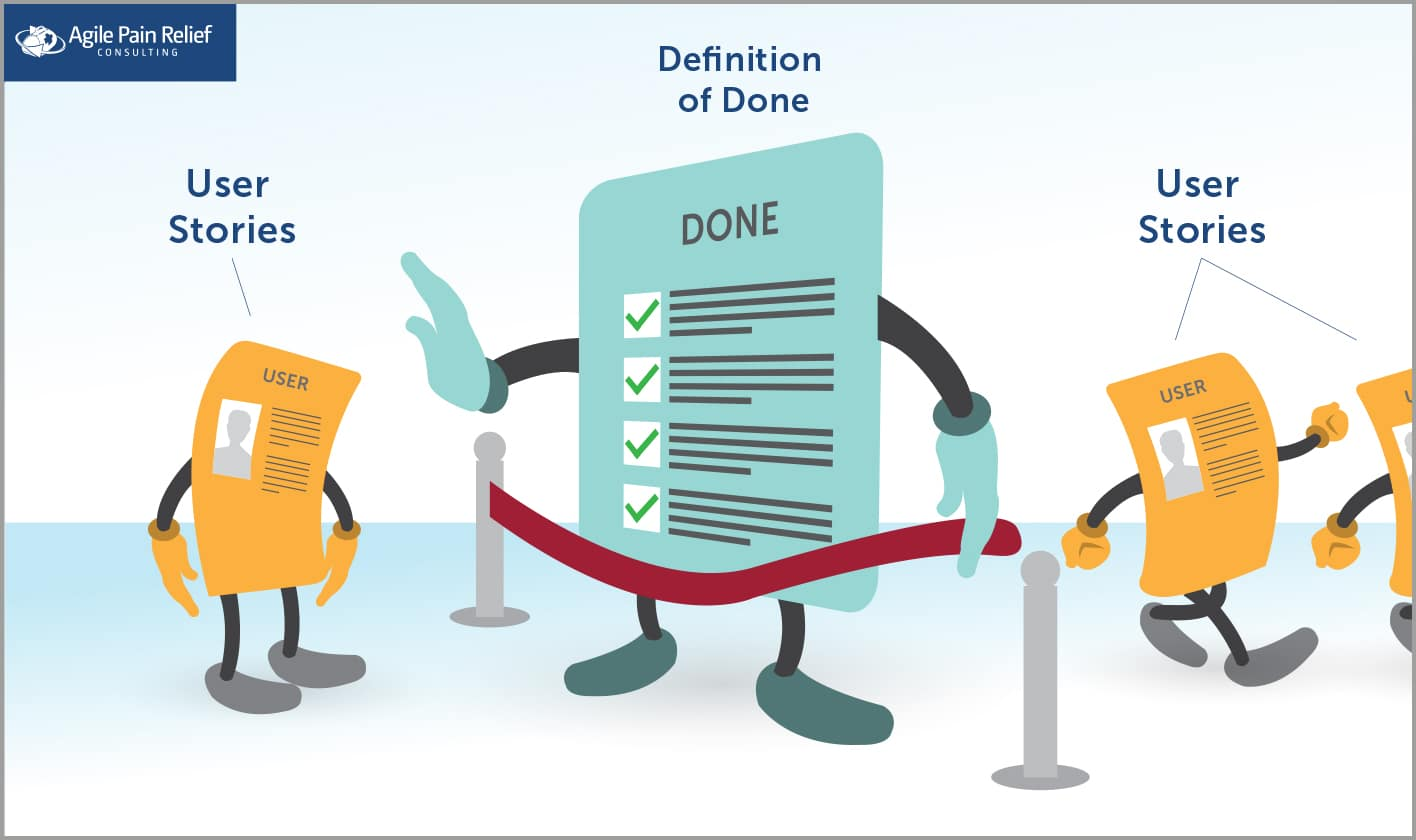 Agile Pain Relief
CONSULTING
Definition
of Done
User
Stories
User
Stories
DONE
USER
USER